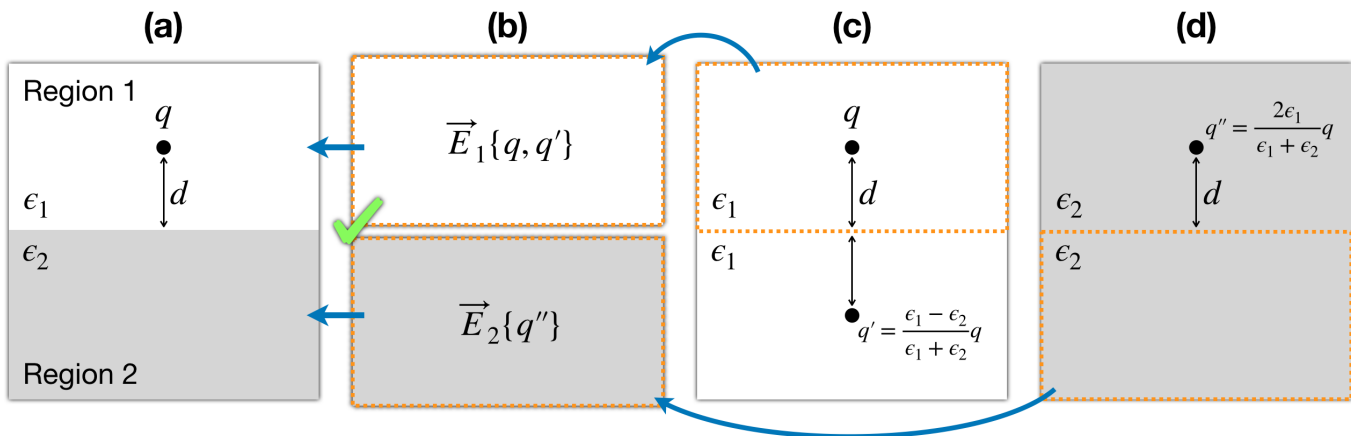 (a)
(b)
(c)
(d)
Region 1
q
d
ϵ₁
ϵ₂
Region 2
E⃗₁{q, q′}
E⃗₂{q′′}
q
d
ϵ₁
ϵ₁
q′ = (ϵ₁ − ϵ₂)/(ϵ₁ + ϵ₂) q
q′′ = 2ϵ₁/(ϵ₁ + ϵ₂) q
d
ϵ₂
ϵ₂